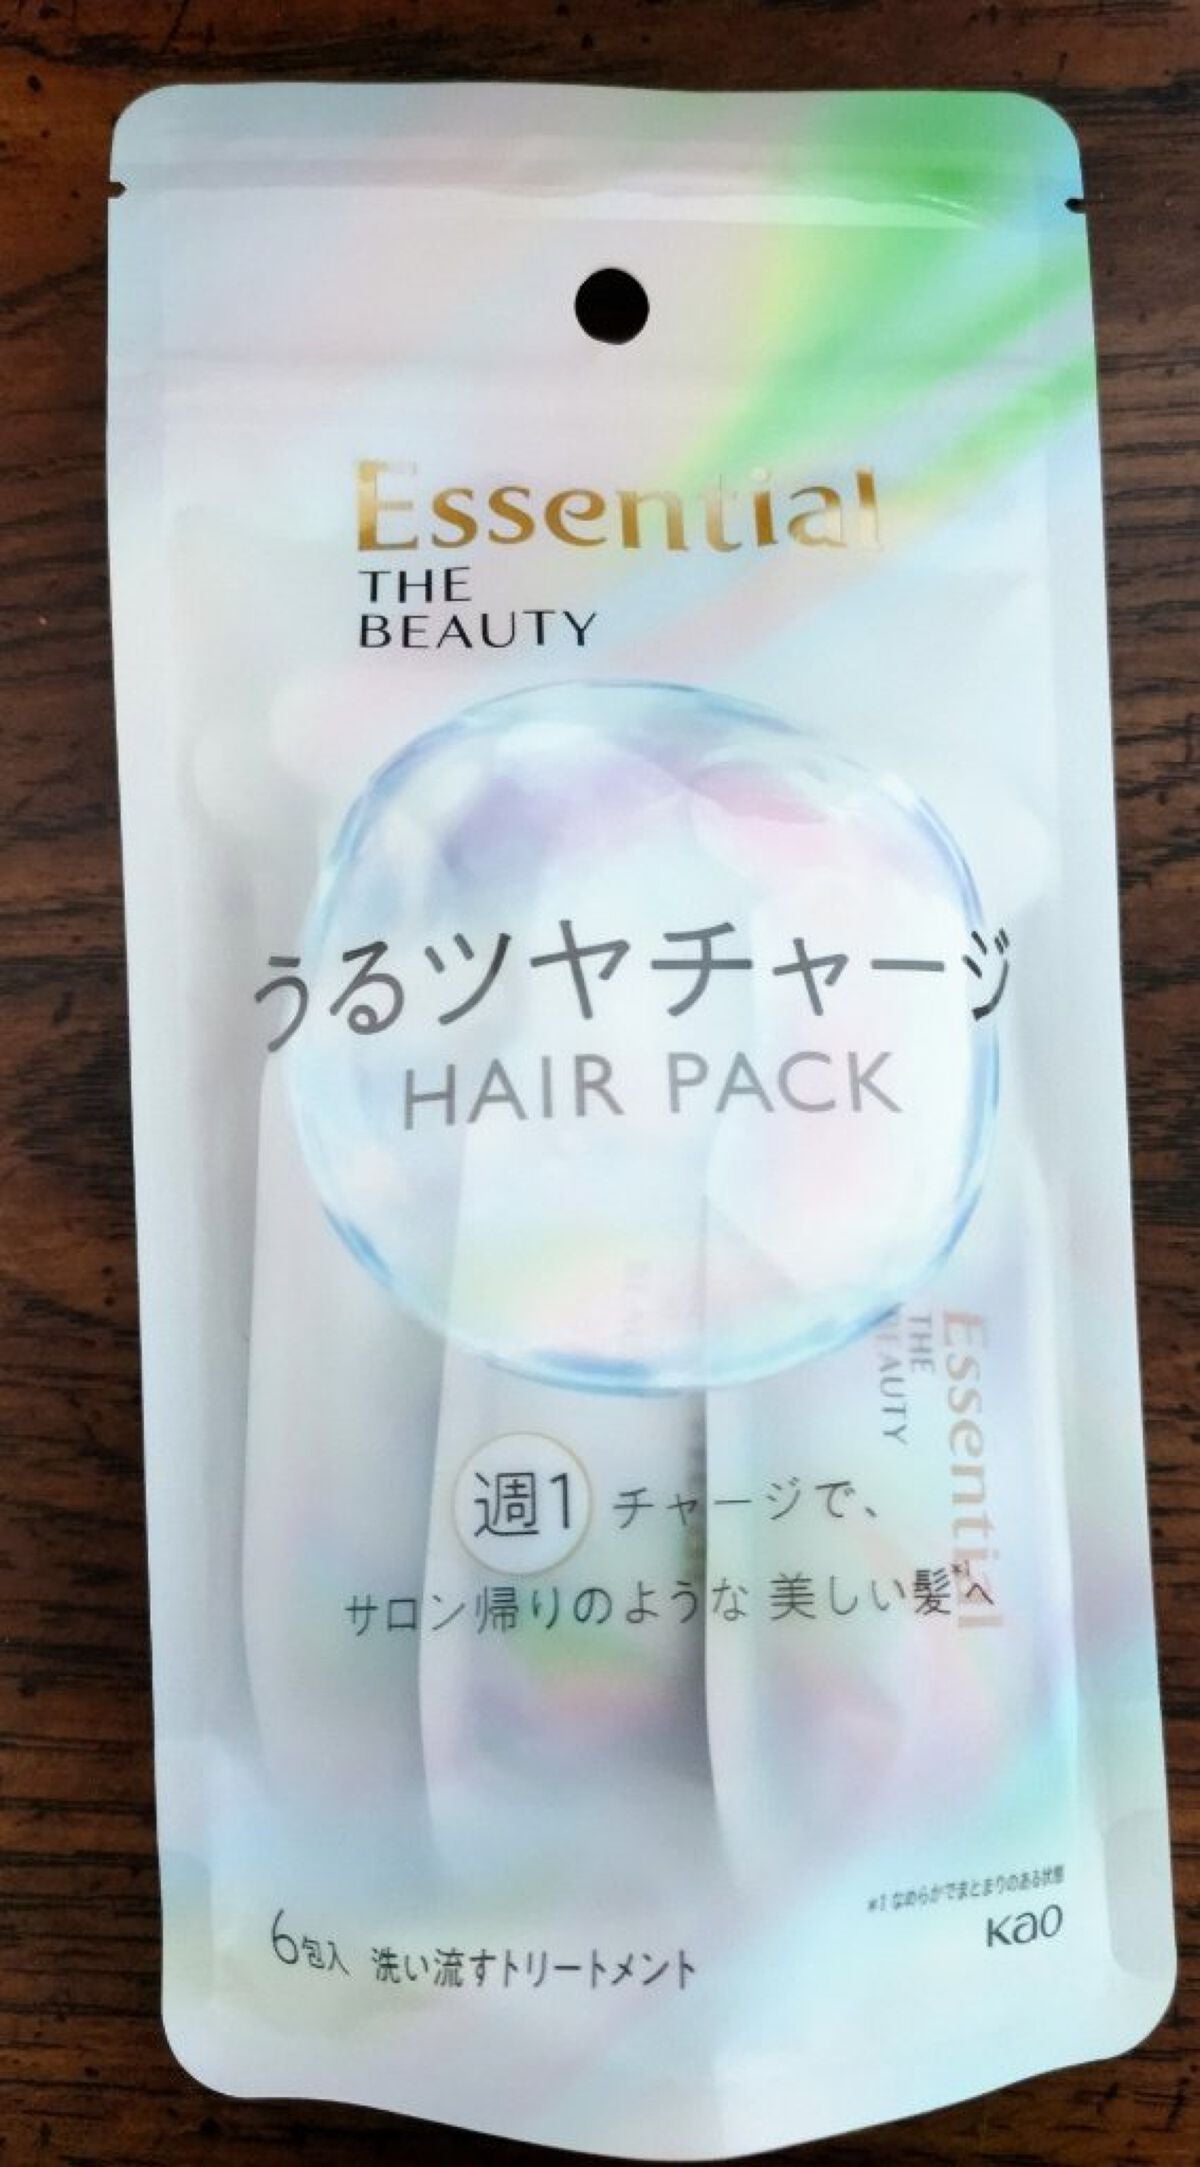 Essential
THE
BEAUTY
うるツヤチャージ
HAIR PACK
Essential
THE
BEAUTY
週1 チャージで、
サロン帰りのような 美しい髪*1へ
*1 なめらかでまとまりのある状態
Kao
6包入 洗い流すトリートメント